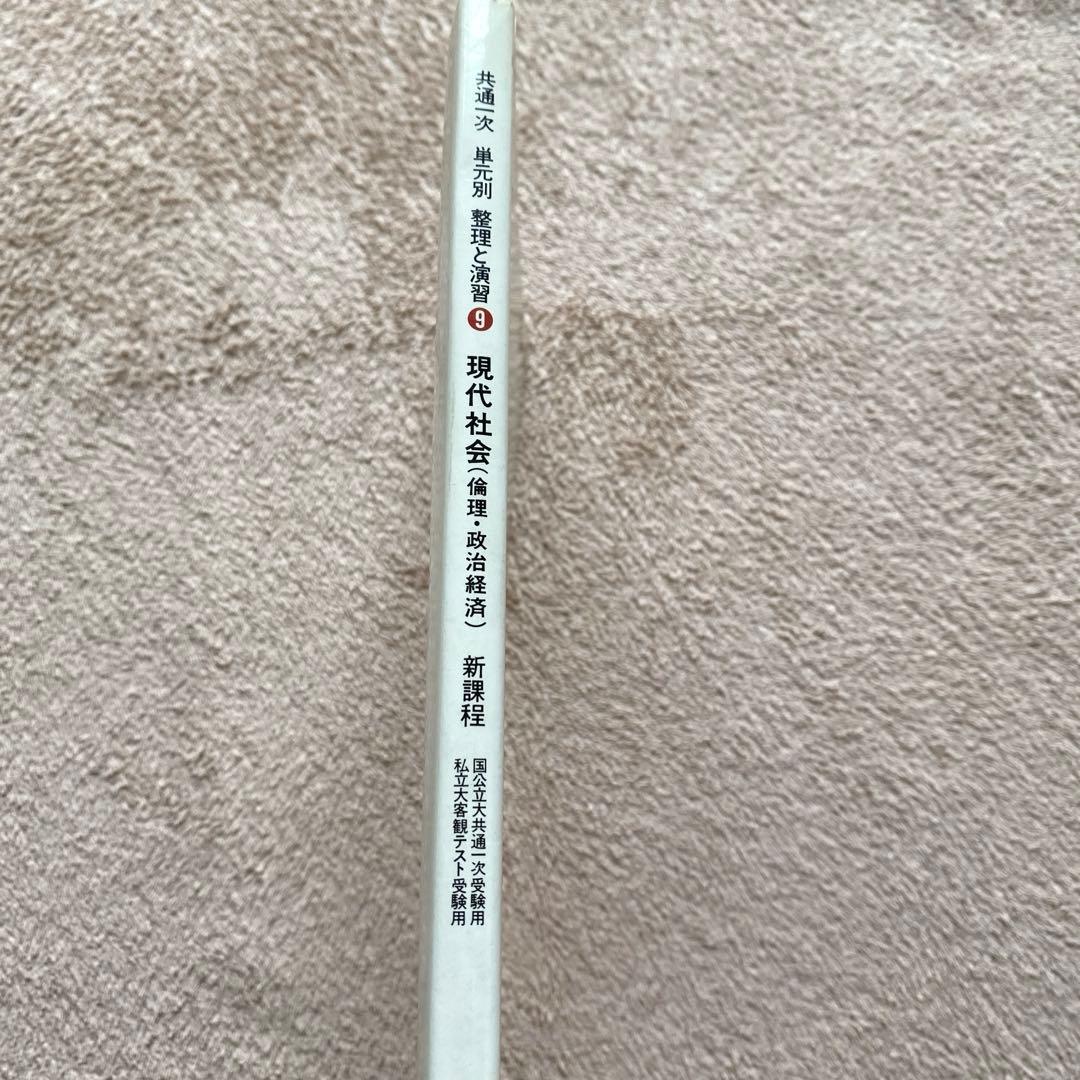 共通一次 単元別 整理と演習 9 現代社会(倫理・政治経済) 新課程
国公立大共通一次受験用
私立大客観テスト受験用